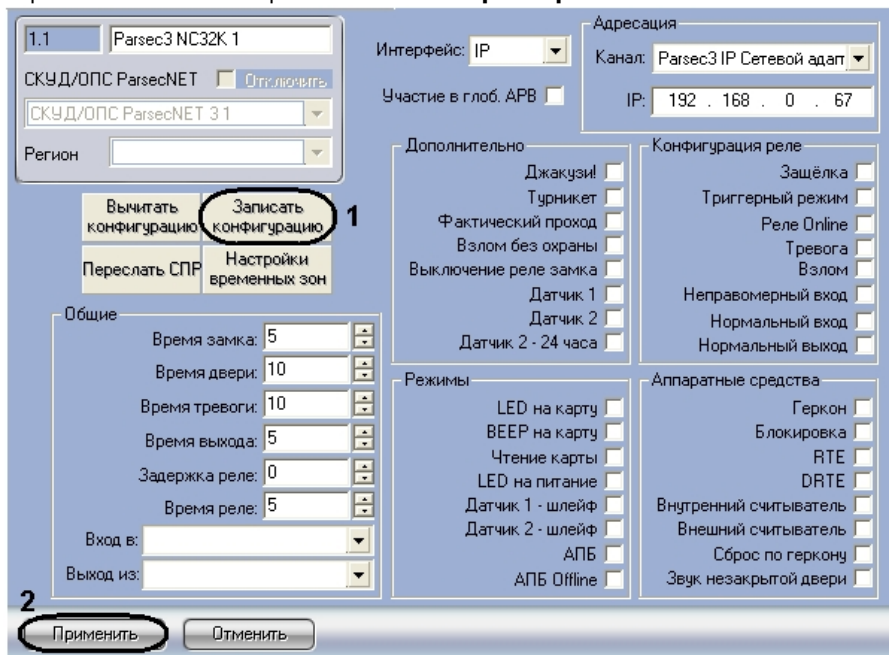 1.1 Parsec3 NC32K 1
СКУД/ОПС ParsecNET Отключить
СКУД/ОПС ParsecNET 3 1
Регион
Интерфейс: IP
Участие в глоб. APB
Адресация
Канал: Parsec3 IP Сетевой адап
IP: 192 . 168 . 0 . 67
Вычитать конфигурацию
Записать конфигурацию
1
Переслать СПР
Настройки временных зон
Общие
Время замка: 5
Время двери: 10
Время тревоги: 10
Время выхода: 5
Задержка реле: 0
Время реле: 5
Вход в:
Выход из:
Дополнительно
Джакузи!
Турникет
Фактический проход
Взлом без охраны
Выключение реле замка
Датчик 1
Датчик 2
Датчик 2 - 24 часа
Конфигурация реле
Защёлка
Триггерный режим
Реле Online
Тревога
Взлом
Неправомерный вход
Нормальный вход
Нормальный выход
Режимы
LED на карту
BEEP на карту
Чтение карты
LED на питание
Датчик 1 - шлейф
Датчик 2 - шлейф
АПБ
АПБ Offline
Аппаратные средства
Геркон
Блокировка
RTE
DRTE
Внутренний считыватель
Внешний считыватель
Сброс по геркону
Звук незакрытой двери
2
Применить
Отменить